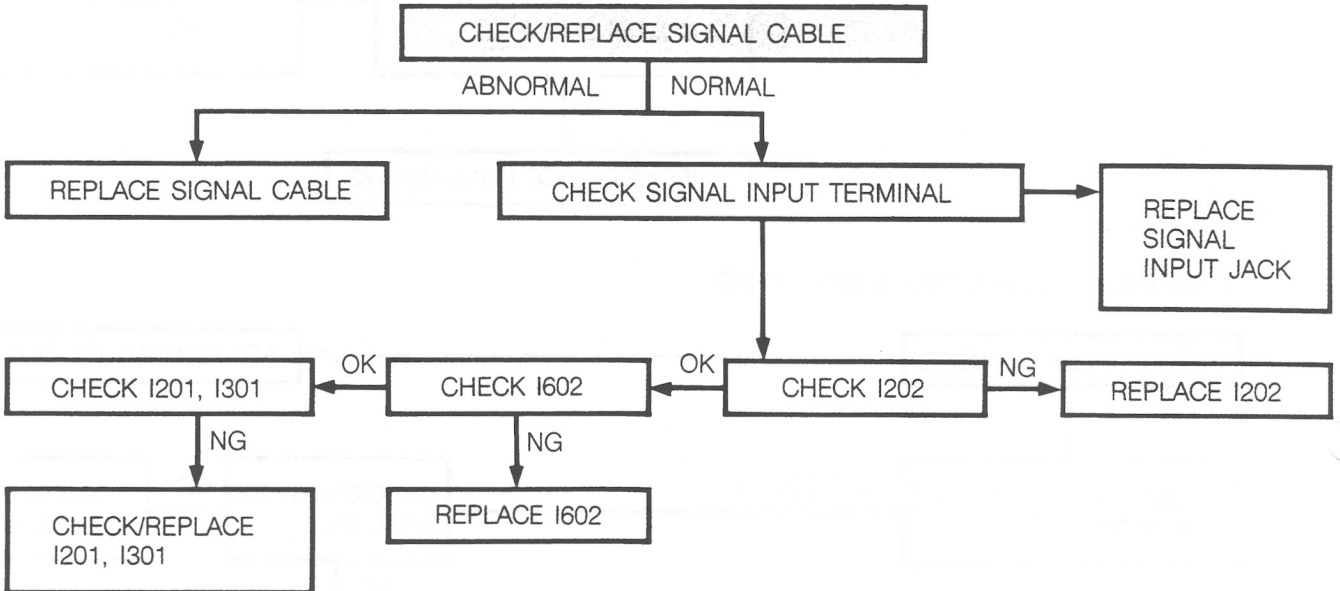 CHECK/REPLACE SIGNAL CABLE
ABNORMAL
NORMAL
REPLACE SIGNAL CABLE
CHECK SIGNAL INPUT TERMINAL
REPLACE
SIGNAL
INPUT JACK
CHECK I201, I301
OK
CHECK I602
OK
CHECK I202
NG
REPLACE I202
NG
NG
CHECK/REPLACE
I201, I301
REPLACE I602